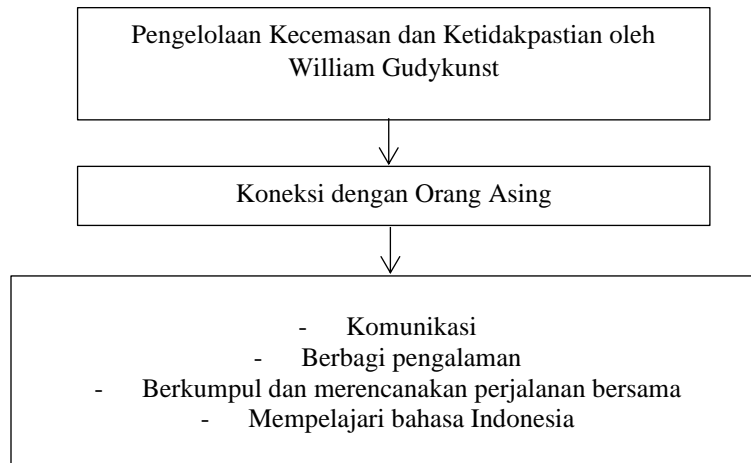 Pengelolaan Kecemasan dan Ketidakpastian oleh
William Gudykunst
Koneksi dengan Orang Asing
- Komunikasi
- Berbagi pengalaman
- Berkumpul dan merencanakan perjalanan bersama
- Mempelajari bahasa Indonesia